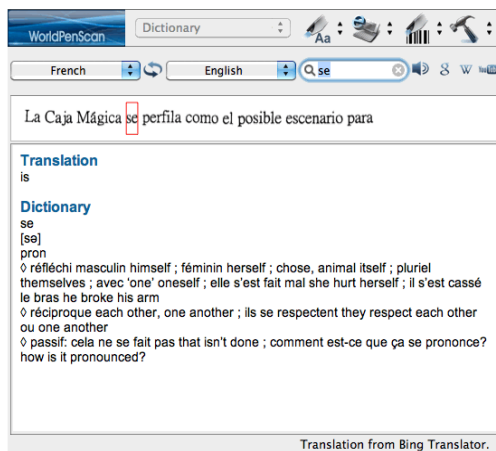 WorldPenScan Dictionary Aa
French English se 8 W
La Caja Mágica se perfila como el posible escenario para
Translation
is
Dictionary
se
[sə]
pron
◊ réfléchi masculin himself ; féminin herself ; chose, animal itself ; pluriel
themselves ; avec ‘one’ oneself ; elle s'est fait mal she hurt herself ; il s'est cassé
le bras he broke his arm
◊ réciproque each other, one another ; ils se respectent they respect each other
ou one another
◊ passif: cela ne se fait pas that isn't done ; comment est-ce que ça se prononce?
how is it pronounced?
Translation from Bing Translator.